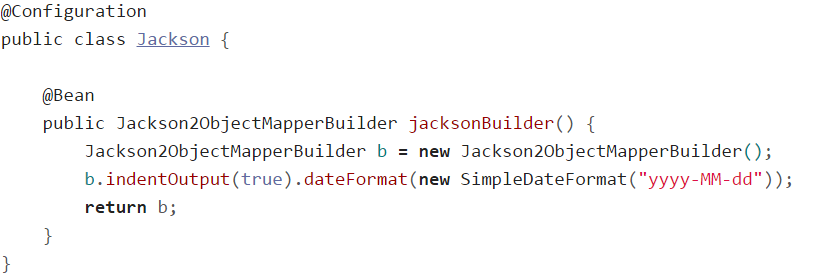 @Configuration
public class Jackson {
@Bean
public Jackson2ObjectMapperBuilder jacksonBuilder() {
Jackson2ObjectMapperBuilder b = new Jackson2ObjectMapperBuilder();
b.indentOutput(true).dateFormat(new SimpleDateFormat("yyyy-MM-dd"));
return b;
}
}